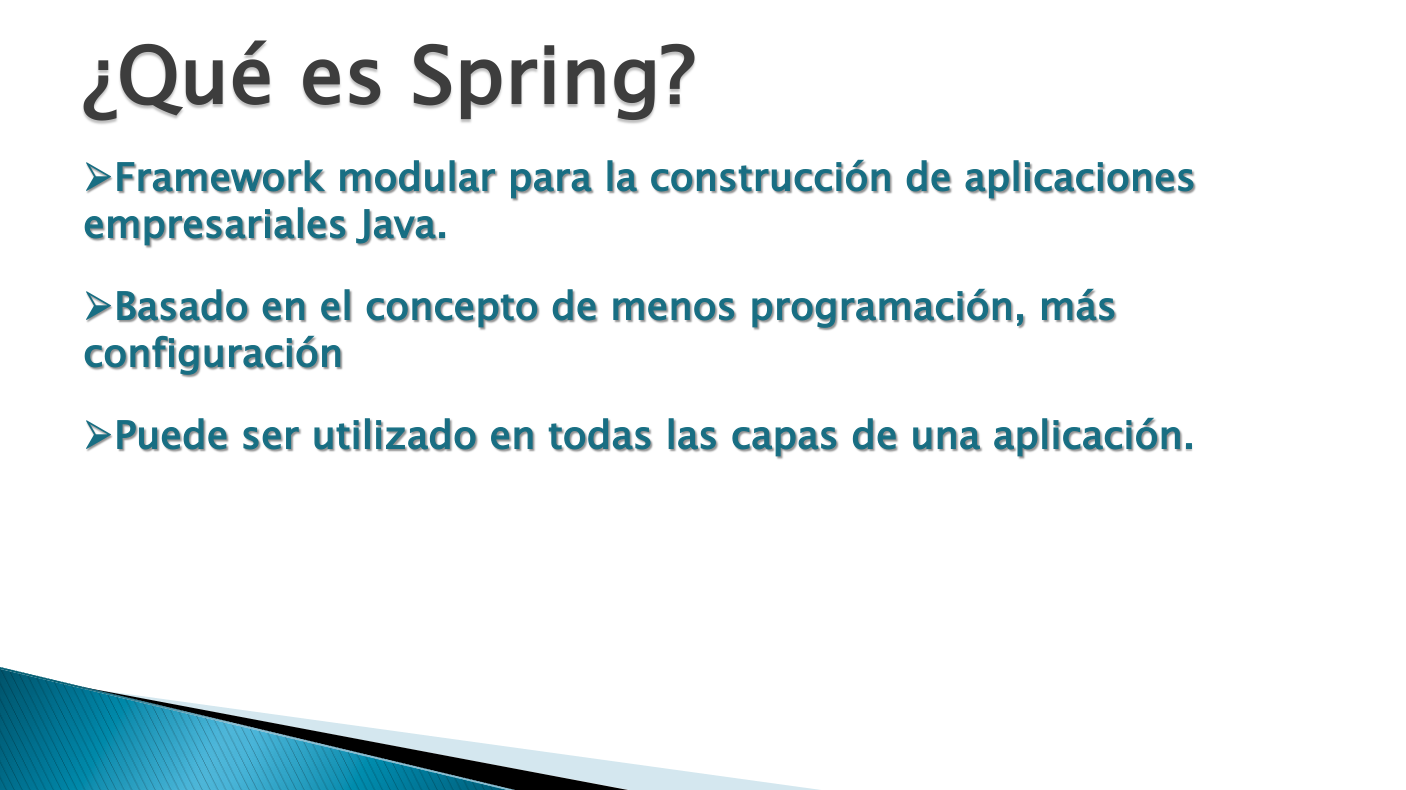 ¿Qué es Spring?
➢Framework modular para la construcción de aplicaciones
empresariales Java.
➢Basado en el concepto de menos programación, más
configuración
➢Puede ser utilizado en todas las capas de una aplicación.